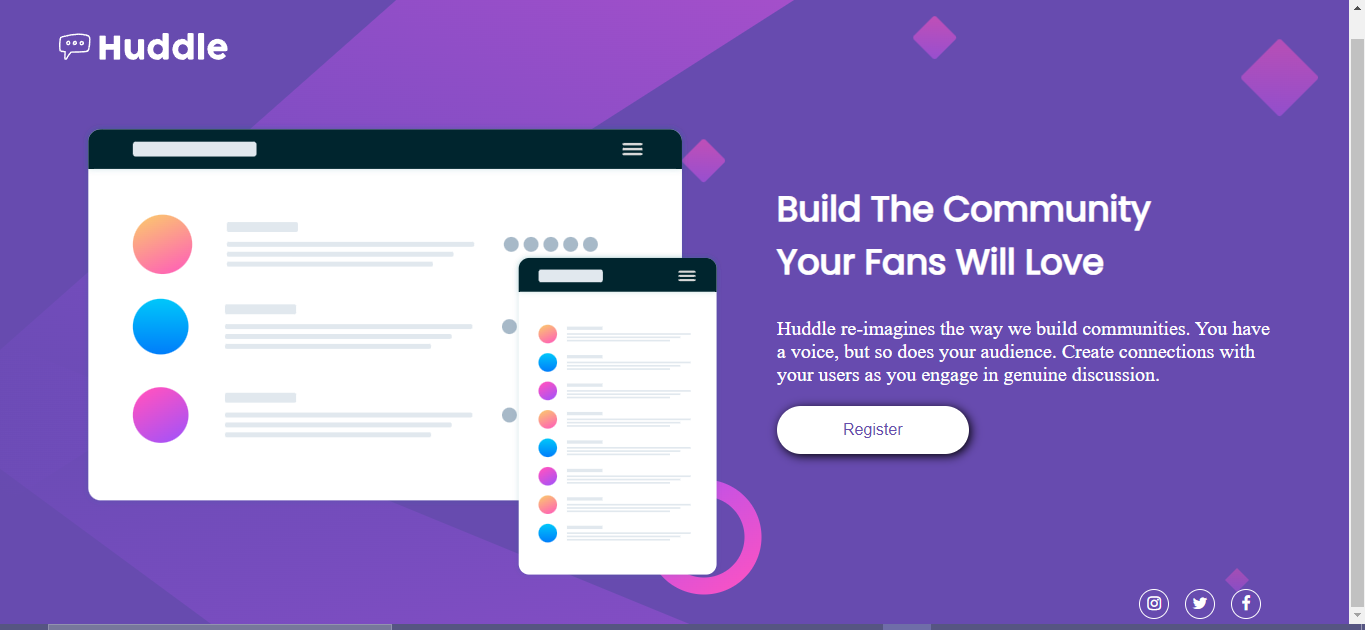 Huddle
Build The Community
Your Fans Will Love
Huddle re-imagines the way we build communities. You have
a voice, but so does your audience. Create connections with
your users as you engage in genuine discussion.
Register